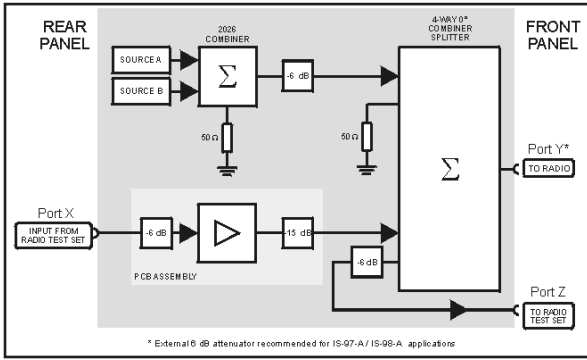 REAR
PANEL
2026
COMBINER
4-WAY 0°
COMBINER
SPLITTER
FRONT
PANEL
SOURCE A
SOURCE B
Σ
-6 dB
50 Ω
50 Ω
Σ
Port Y*
TO RADIO
Port X
INPUT FROM
RADIO TEST SET
-6 dB
-15 dB
-6 dB
PCB ASSEMBLY
Port Z
TO RADIO
TEST SET
* External 6 dB attenuator recommended for IS-97-A / IS-98-A applications